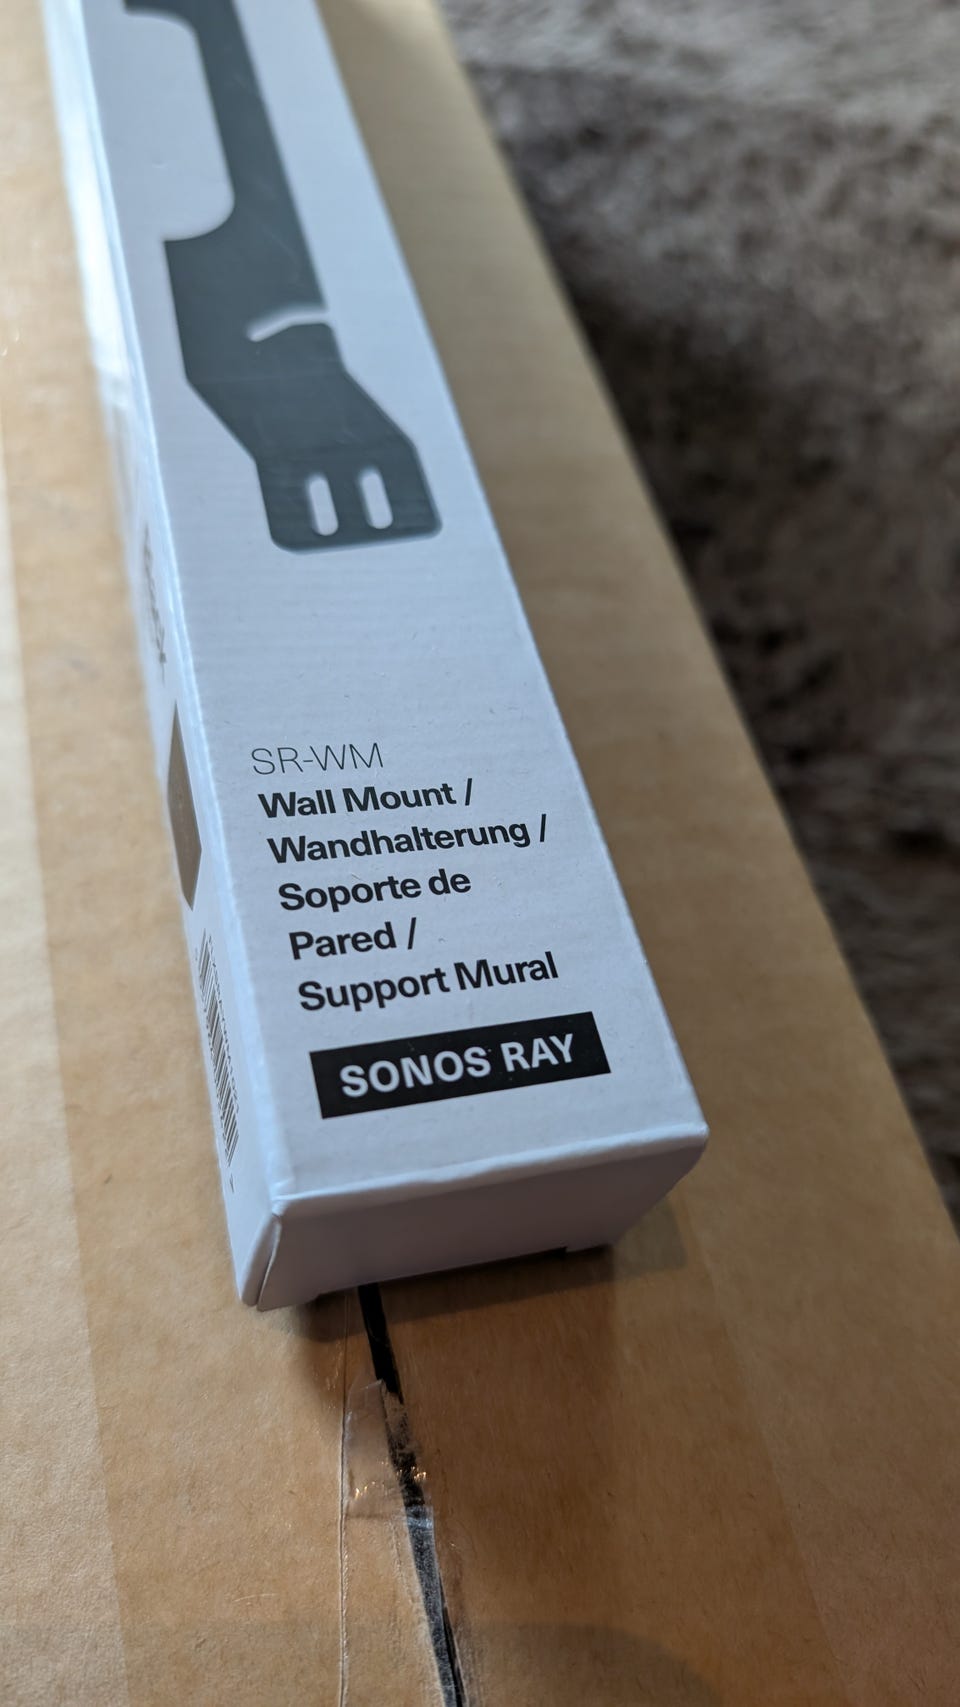 SR-WM
Wall Mount /
Wandhalterung /
Soporte de
Pared /
Support Mural
SONOS RAY